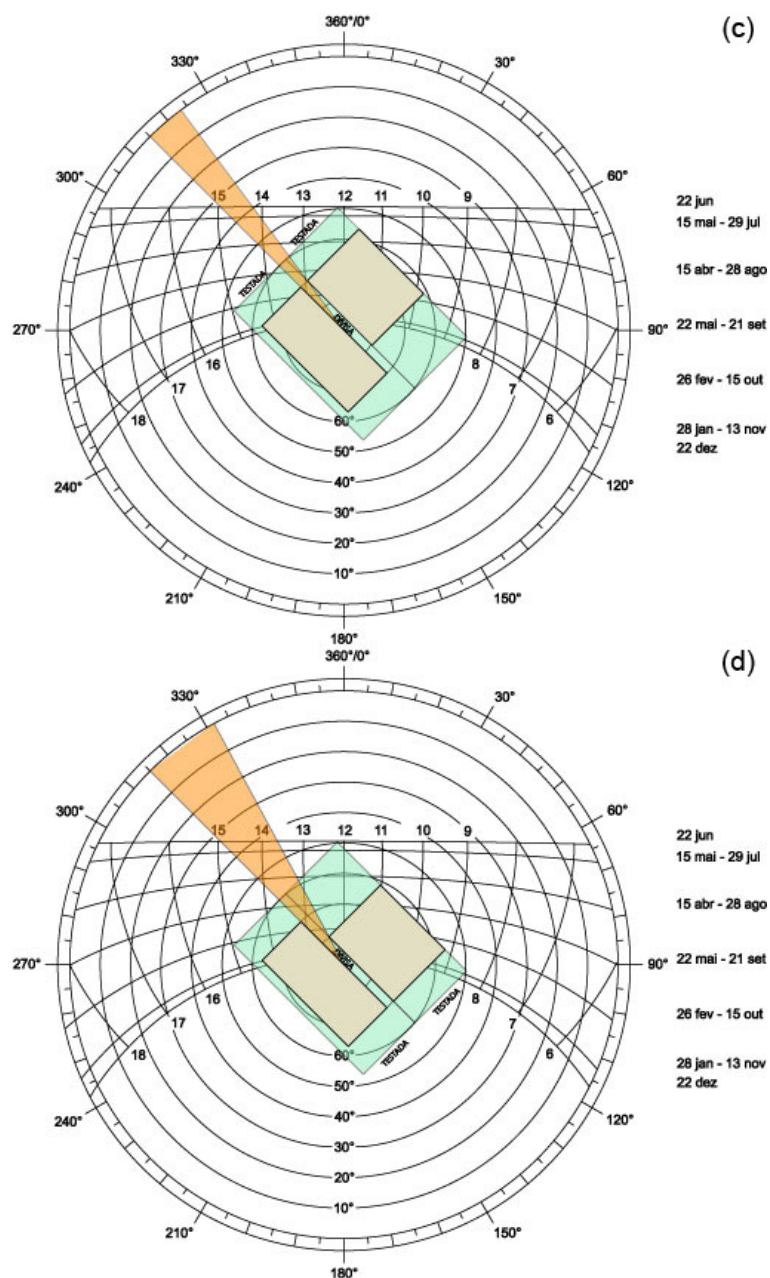 (c)
360°/0°
330°
30°
300°
60°
15 14 13 12 11 10 9
TESTADA
TESTADA
DIVISA
270°
90°
16
8
17
7
18
6
60°
50°
40°
30°
20°
10°
240°
120°
210°
150°
180°
22 jun
15 mai - 29 jul
15 abr - 28 ago
22 mai - 21 set
26 fev - 15 out
28 jan - 13 nov
22 dez
(d)
360°/0°
330°
30°
300°
60°
15 14 13 12 11 10 9
DIVISA
270°
90°
16
8
17
7
18
6
TESTADA
TESTADA
60°
50°
40°
30°
20°
10°
240°
120°
210°
150°
180°
22 jun
15 mai - 29 jul
15 abr - 28 ago
22 mai - 21 set
26 fev - 15 out
28 jan - 13 nov
22 dez